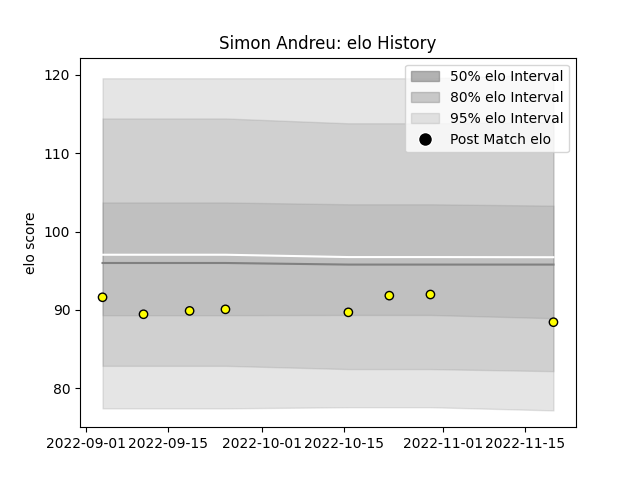 Simon Andreu: elo History
120
110
100
90
80
elo score
50% elo Interval
80% elo Interval
95% elo Interval
Post Match elo
2022-09-01 2022-09-15 2022-10-01 2022-10-15 2022-11-01 2022-11-15